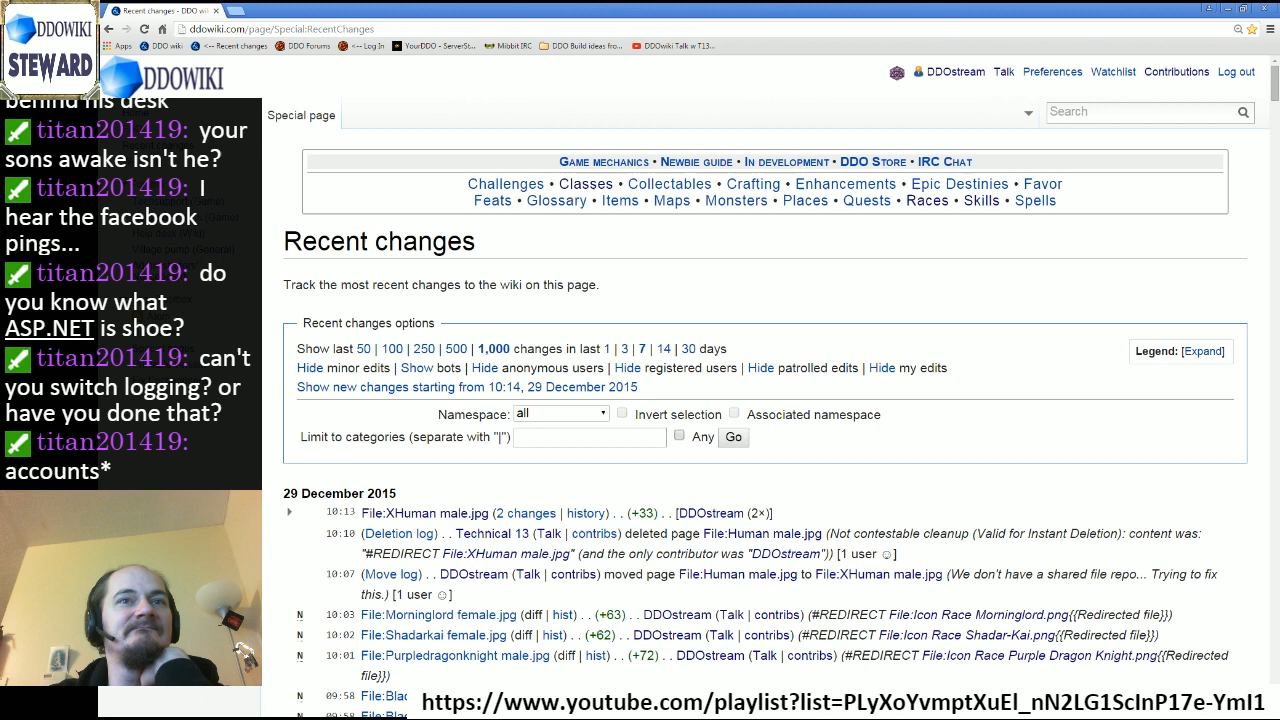 DDOWIKI
STEWARD
Recent changes - DDO wi
ddowiki.com/page/Special:RecentChanges
Apps DDO wiki <-- Recent changes DDO Forums <-- Log In YourDDO - ServerSt... Mibbit IRC DDO Build ideas from... DDOwiki Talk w T13...
DDOWIKI
DDOstream Talk Preferences Watchlist Contributions Log out
Special page
Search
behind his desk
titan201419: your
sons awake isn't he?
titan201419: I
hear the facebook
pings...
titan201419: do
you know what
ASP.NET is shoe?
titan201419: can't
you switch logging? or
have you done that?
titan201419:
accounts*
Game mechanics • Newbie guide • In development • DDO Store • IRC Chat
Challenges • Classes • Collectables • Crafting • Enhancements • Epic Destinies • Favor
Feats • Glossary • Items • Maps • Monsters • Places • Quests • Races • Skills • Spells
Recent changes
Track the most recent changes to the wiki on this page.
Recent changes options
Show last 50 | 100 | 250 | 500 | 1,000 changes in last 1 | 3 | 7 | 14 | 30 days
Legend: [Expand]
Hide minor edits | Show bots | Hide anonymous users | Hide registered users | Hide patrolled edits | Hide my edits
Show new changes starting from 10:14, 29 December 2015
Namespace: all Invert selection Associated namespace
Limit to categories (separate with "|") Any Go
29 December 2015
10:13 File:XHuman male.jpg (2 changes | history) . . (+33) . . [DDOstream (2×)]
10:10 (Deletion log) . . Technical 13 (Talk | contribs) deleted page File:Human male.jpg (Not contestable cleanup (Valid for Instant Deletion): content was:
"#REDIRECT File:XHuman male.jpg" (and the only contributor was "DDOstream")) [1 user ☺]
10:07 (Move log) . . DDOstream (Talk | contribs) moved page File:Human male.jpg to File:XHuman male.jpg (We don't have a shared file repo... Trying to fix
this.) [1 user ☺]
N 10:03 File:Morninglord female.jpg (diff | hist) . . (+63) . . DDOstream (Talk | contribs) (#REDIRECT File:Icon Race Morninglord.png{{Redirected file}})
N 10:02 File:Shadarkai female.jpg (diff | hist) . . (+62) . . DDOstream (Talk | contribs) (#REDIRECT File:Icon Race Shadar-Kai.png{{Redirected file}})
N 10:01 File:Purpledragonknight male.jpg (diff | hist) . . (+72) . . DDOstream (Talk | contribs) (#REDIRECT File:Icon Race Purple Dragon Knight.png{{Redirected
file}})
N 09:58 File:Blac
09:58 File:Blac
https://www.youtube.com/playlist?list=PLyXoYvmptXuEl_nN2LG1ScInP17e-YmI1